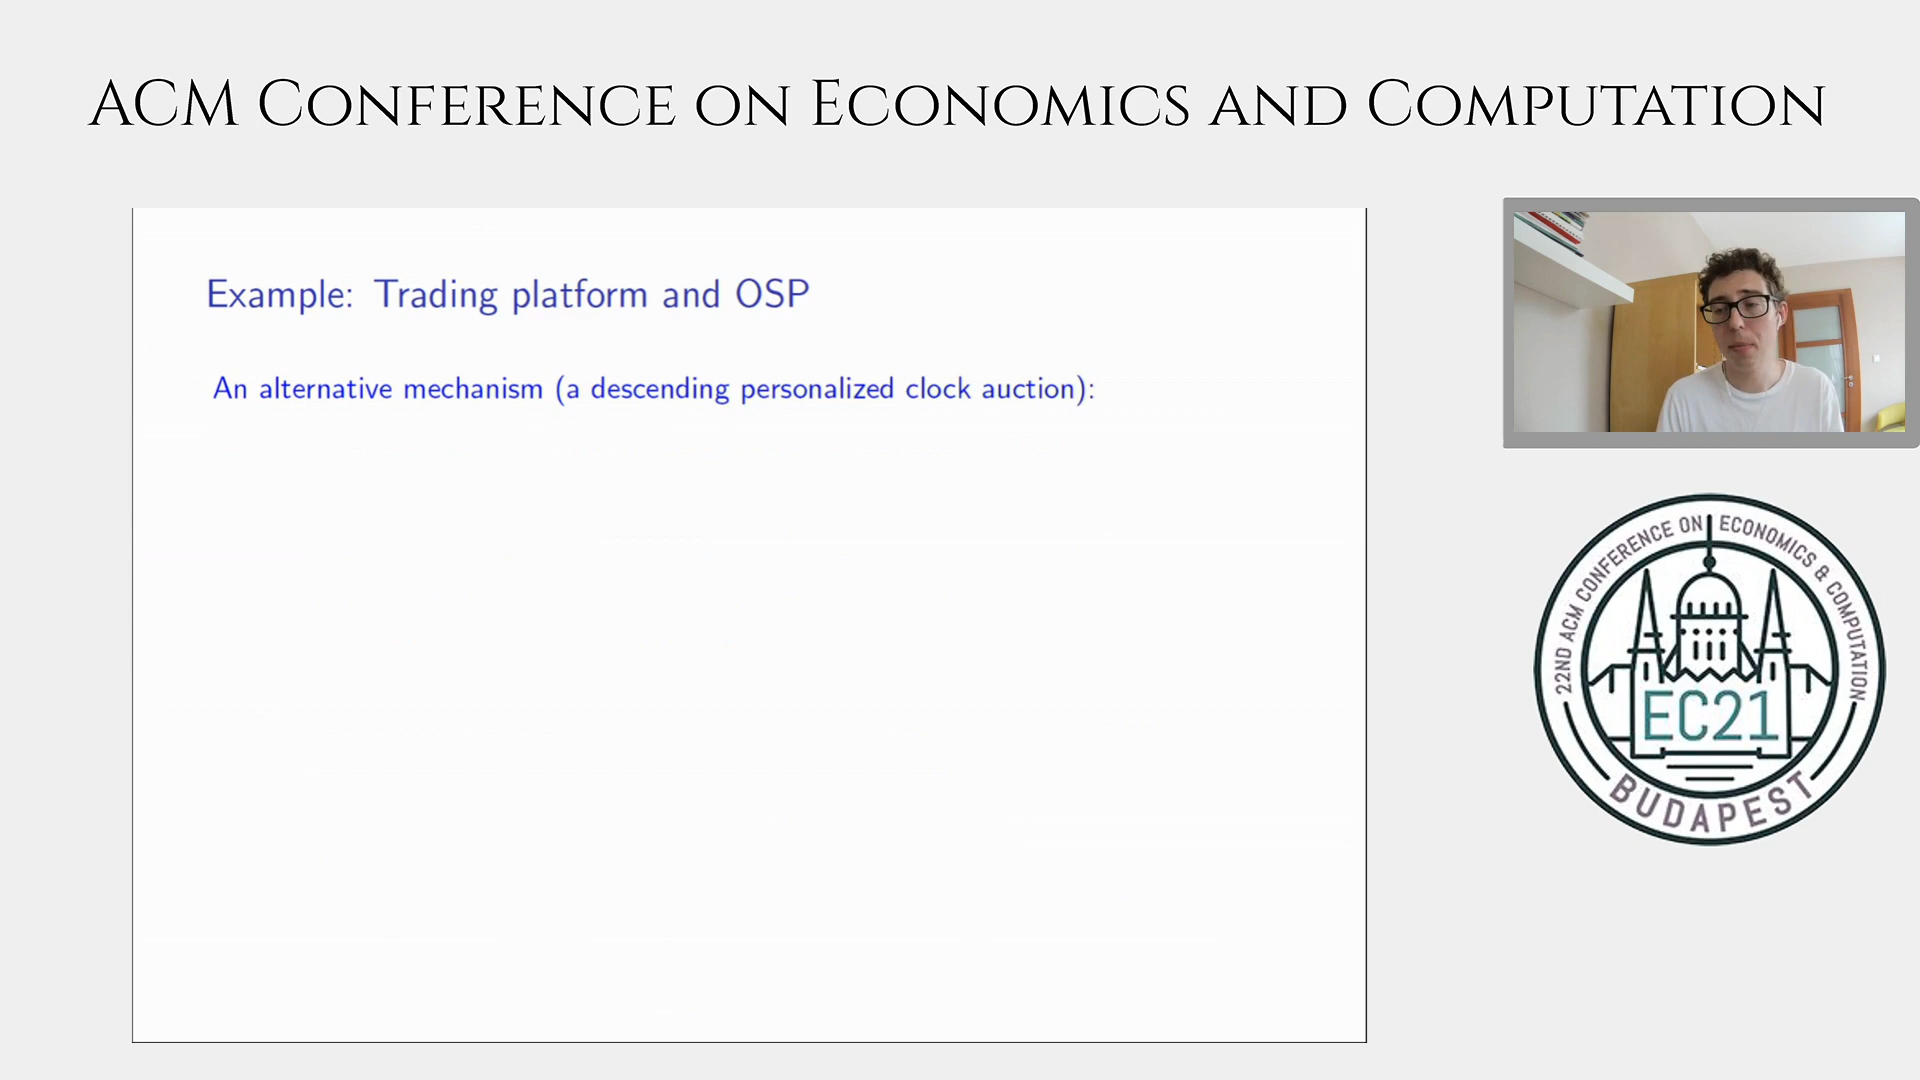 ACM Conference on Economics and Computation
Example: Trading platform and OSP
An alternative mechanism (a descending personalized clock auction):
22ND ACM CONFERENCE ON ECONOMICS & COMPUTATION
EC21
BUDAPEST